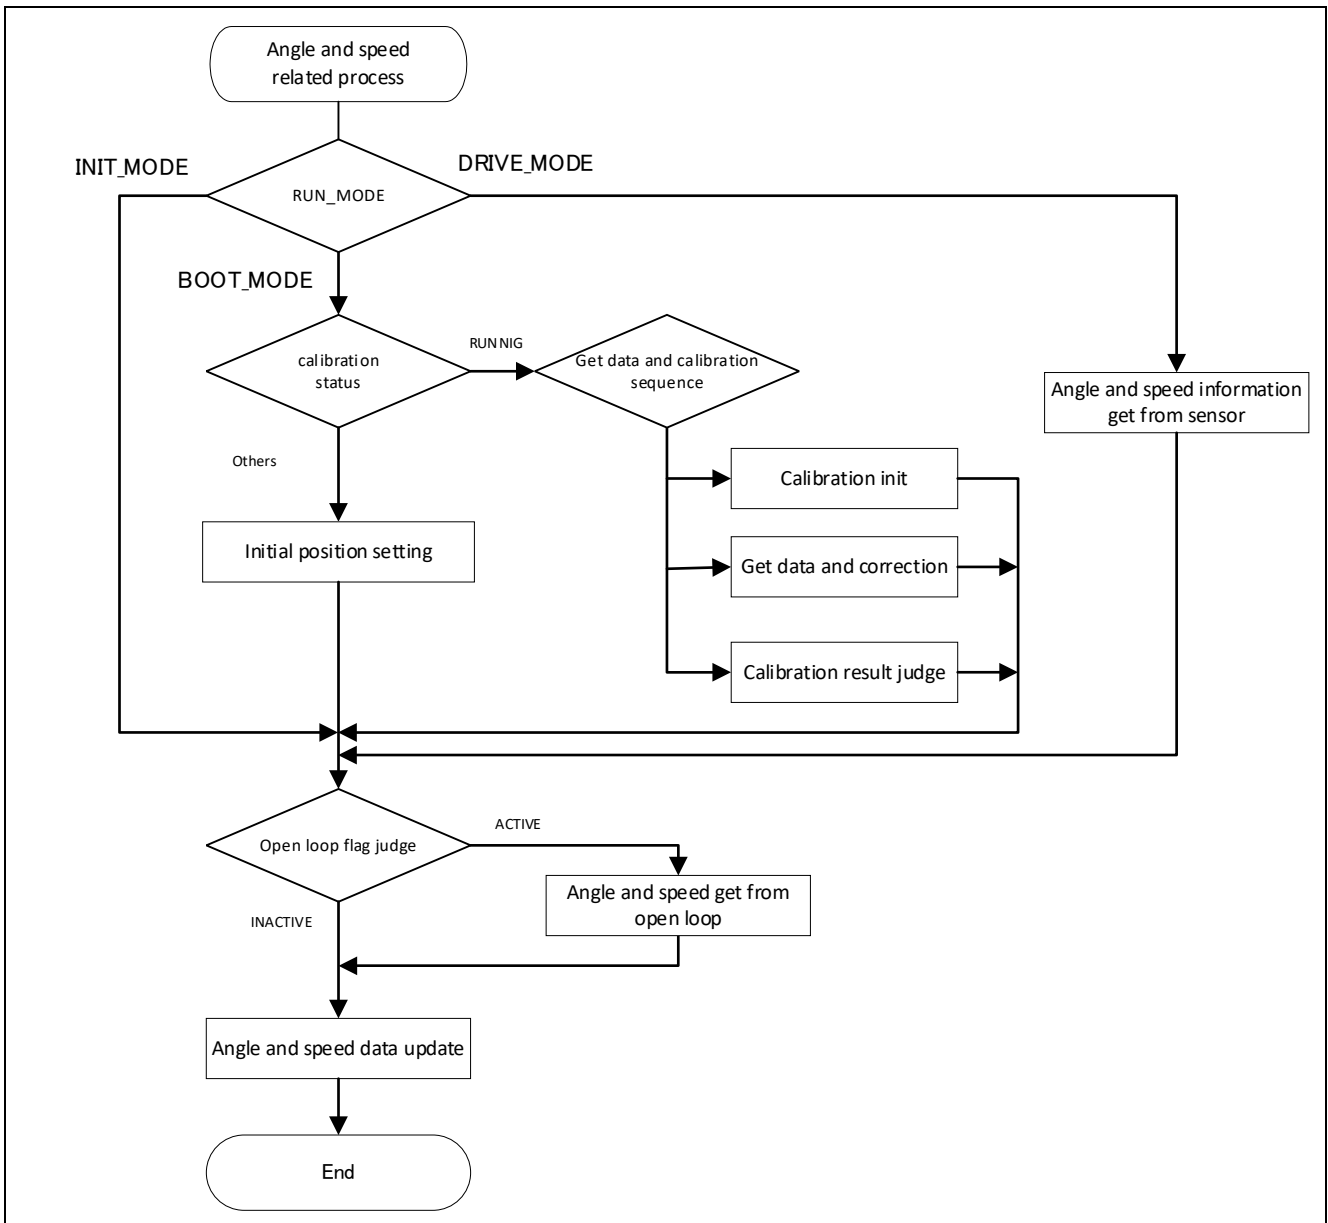 Angle and speed
related process
INIT_MODE
DRIVE_MODE
RUN_MODE
BOOT_MODE
calibration
status
RUNNIG
Get data and calibration
sequence
Angle and speed information
get from sensor
Others
Calibration init
Initial position setting
Get data and correction
Calibration result judge
Open loop flag judge
ACTIVE
Angle and speed get from
open loop
INACTIVE
Angle and speed data update
End